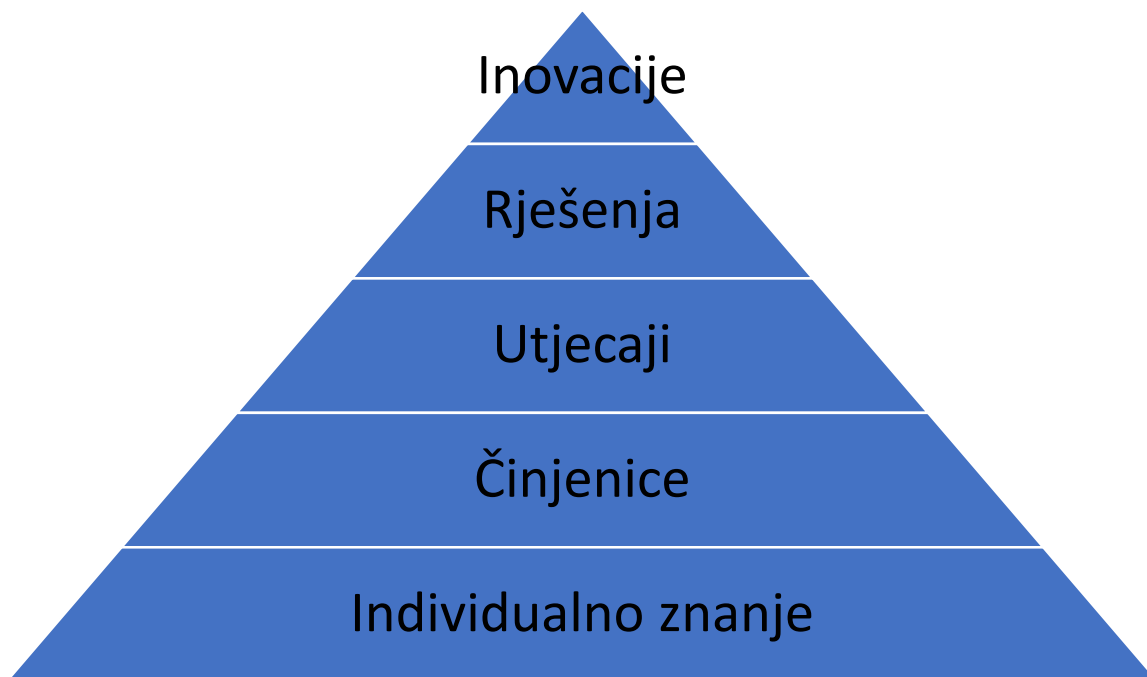 Inovacije
Rješenja
Utjecaji
Činjenice
Individualno znanje